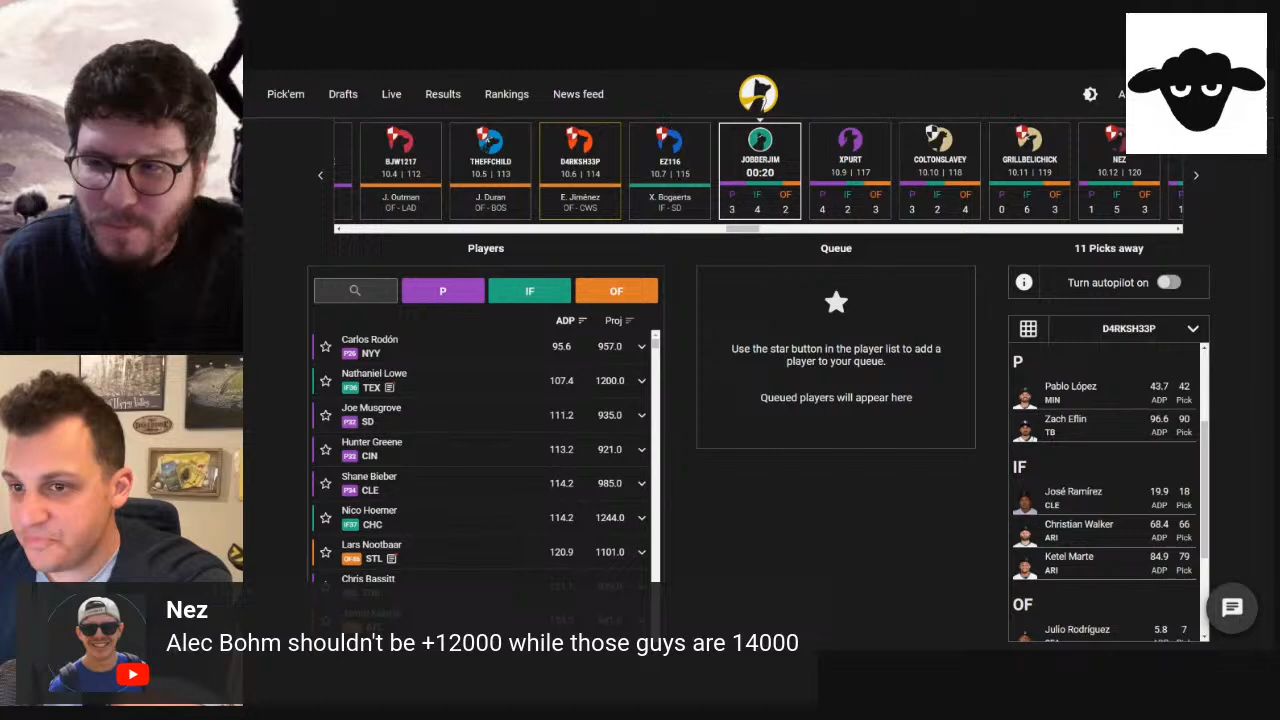 Pick'em Drafts Live Results Rankings News feed
BJW1217
10.4 | 112
J. Outman
OF - LAD
THEFFCHILD
10.5 | 113
J. Duran
OF - BOS
D4RKSH33P
10.6 | 114
E. Jiménez
OF - CWS
EZ116
10.7 | 115
X. Bogaerts
IF - SD
JOBBERJIM
00:20
P IF OF
3 4 2
XPURT
10.9 | 117
P IF OF
4 2 3
COLTONSLAVEY
10.10 | 118
P IF OF
3 2 4
GRILLBELICHICK
10.11 | 119
P IF OF
0 6 3
NEZ
10.12 | 120
P IF OF
1 5 3
Players
P IF OF
ADP Proj
Carlos Rodón 95.6 957.0
NYY
Nathaniel Lowe 107.4 1200.0
IF36 TEX
Joe Musgrove 111.2 935.0
P32 SD
Hunter Greene 113.2 921.0
P33 CIN
Shane Bieber 114.2 985.0
P34 CLE
Nico Hoerner 114.2 1244.0
IF37 CHC
Lars Nootbaar 120.9 1101.0
STL
Chris Bassitt
Queue
Use the star button in the player list to add a
player to your queue.
Queued players will appear here
11 Picks away
Turn autopilot on
D4RKSH33P
P
Pablo López 43.7 42
MIN ADP Pick
Zach Eflin 96.6 90
TB ADP Pick
IF
José Ramírez 19.9 18
CLE ADP Pick
Christian Walker 68.4 66
ARI ADP Pick
Ketel Marte 84.9 79
ARI ADP Pick
OF
Julio Rodríguez 5.8 7
Nez
Alec Bohm shouldn't be +12000 while those guys are 14000